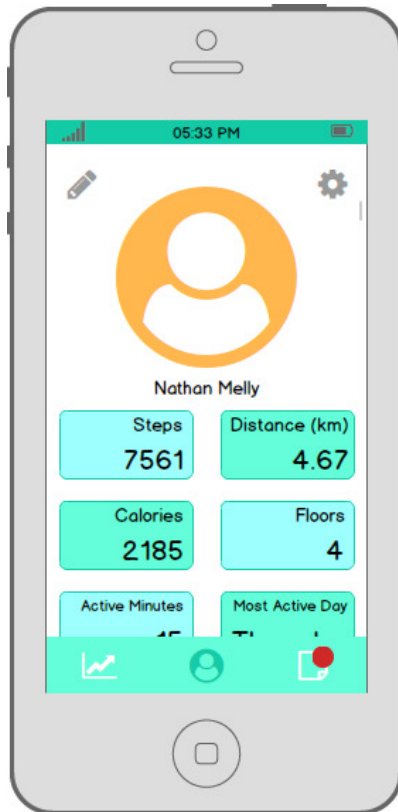 05:33 PM
Nathan Melly
Steps
Distance (km)
7561
4.67
Calories
Floors
2185
4
Active Minutes
Most Active Day